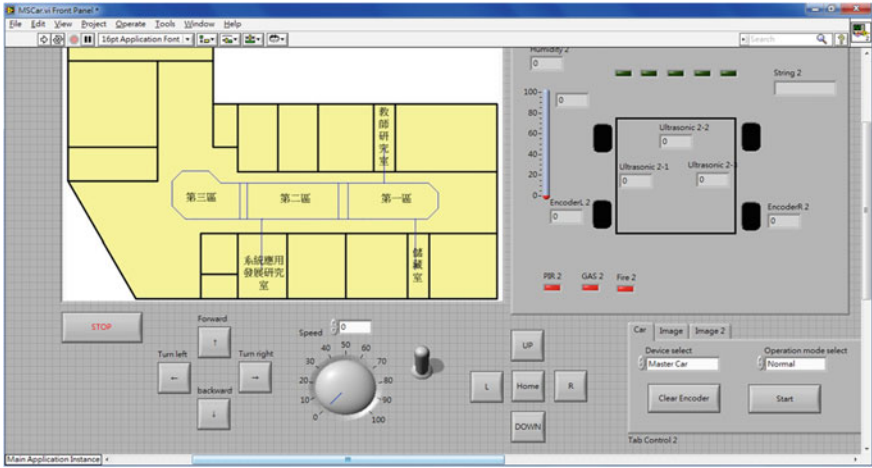 MSCar.vi Front Panel *
File Edit View Project Operate Tools Window Help
16pt Application Font
Search
教師研究室
第三區
第二區
第一區
系統應用
發展研究
室
儲藏室
Humidity 2
0
100
80
60
40
20
0
0
String 2
Ultrasonic 2-2
0
Ultrasonic 2-1
0
Ultrasonic 2-3
0
EncoderL 2
0
EncoderR 2
0
PIR 2
GAS 2
Fire 2
STOP
Forward
Turn left
Turn right
backward
Speed
0
0
10
20
30
40
50
60
70
80
90
100
UP
L
Home
R
DOWN
Car
Image
Image 2
Device select
Master Car
Operation mode select
Normal
Clear Encoder
Start
Tab Control 2
Main Application Instance